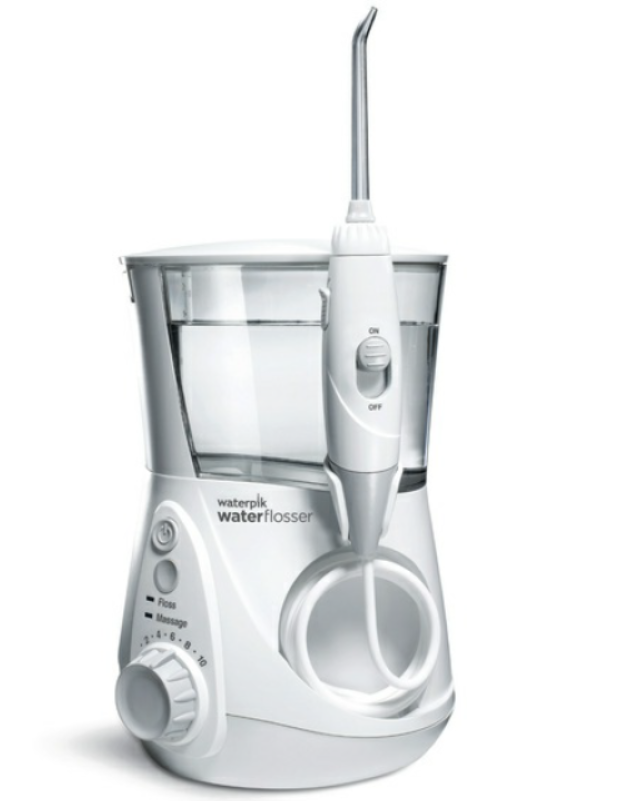 ON
OFF
waterpik
waterflosser
Floss
Massage
· 2 · 4 · 6 · 8 · 10